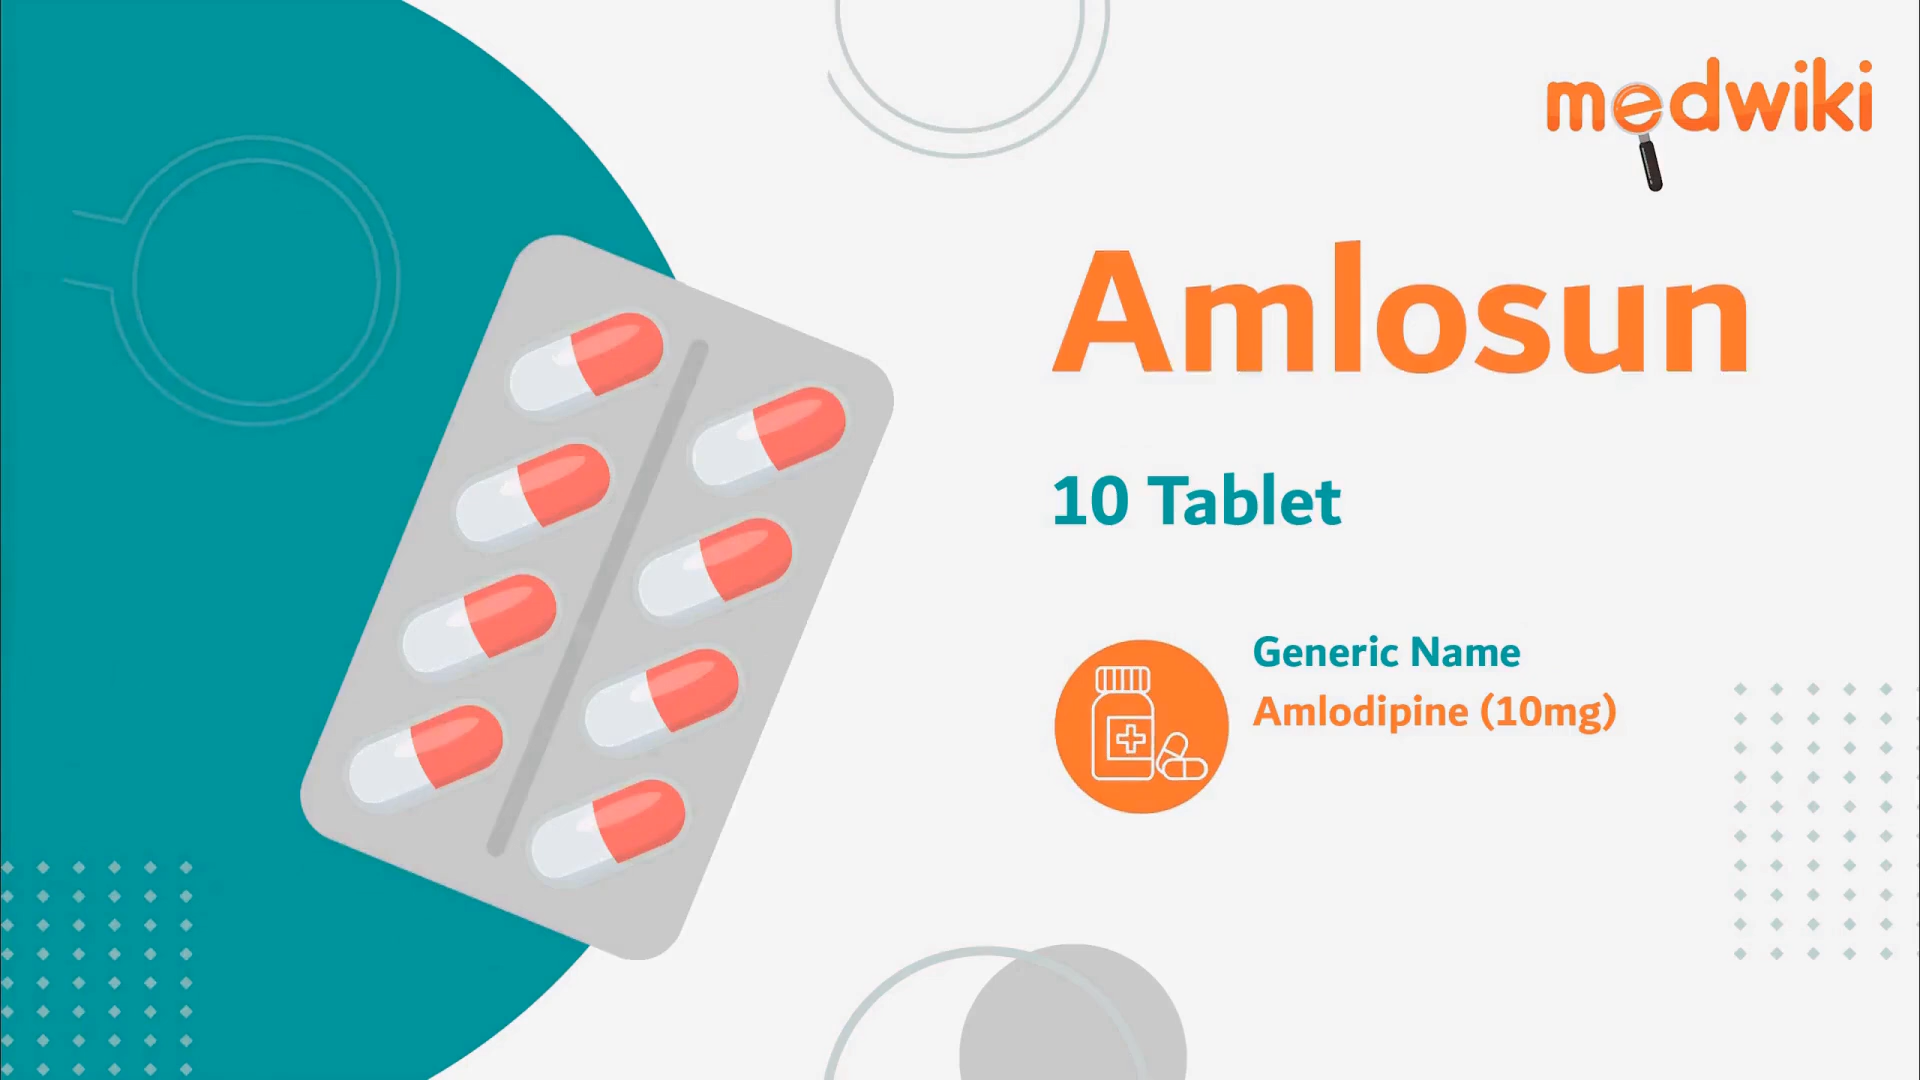 medwiki
Amlosun
10 Tablet
Generic Name
Amlodipine (10mg)